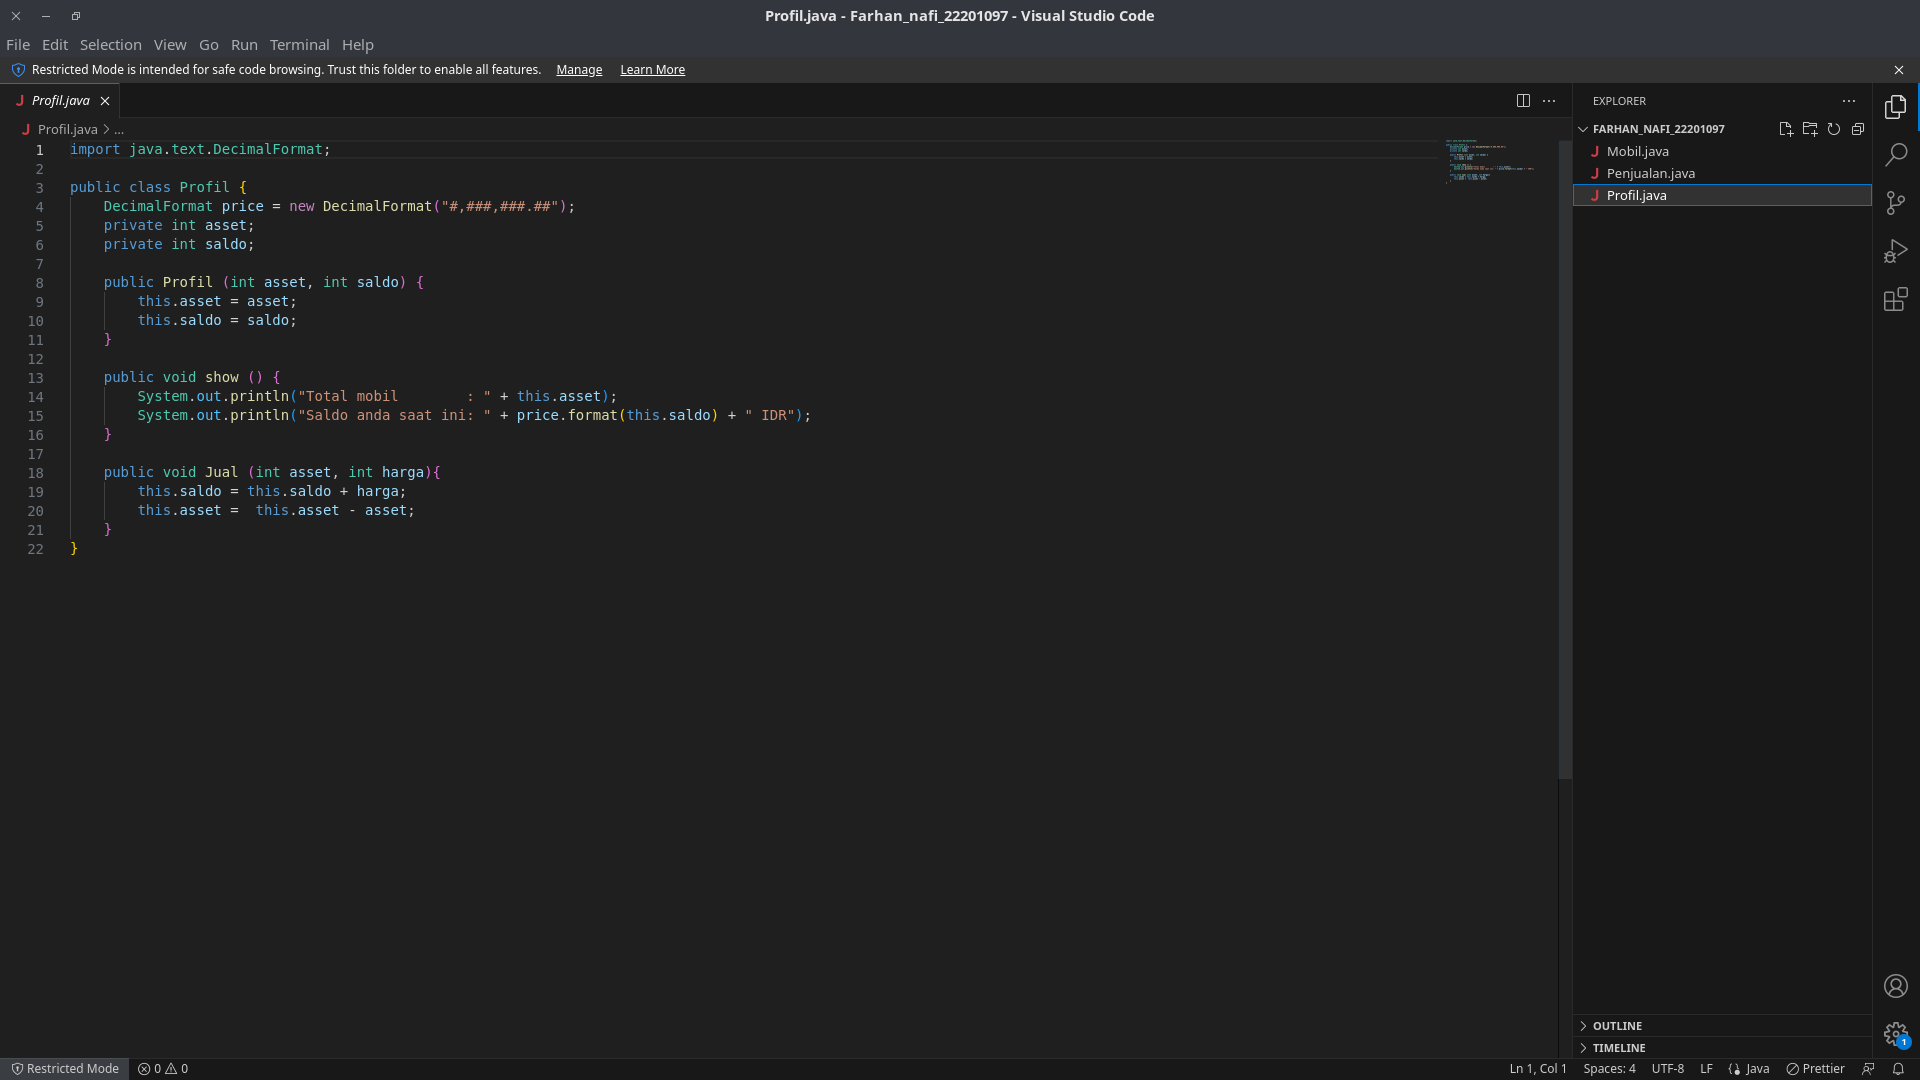 Profil.java - Farhan_nafi_22201097 - Visual Studio Code
File Edit Selection View Go Run Terminal Help
Restricted Mode is intended for safe code browsing. Trust this folder to enable all features. Manage Learn More
Profil.java
Profil.java > ...
1 import java.text.DecimalFormat;
2
3 public class Profil {
4     DecimalFormat price = new DecimalFormat("#,###,###.##");
5     private int asset;
6     private int saldo;
7
8     public Profil (int asset, int saldo) {
9         this.asset = asset;
10         this.saldo = saldo;
11     }
12
13     public void show () {
14         System.out.println("Total mobil        : " + this.asset);
15         System.out.println("Saldo anda saat ini: " + price.format(this.saldo) + " IDR");
16     }
17
18     public void Jual (int asset, int harga){
19         this.saldo = this.saldo + harga;
20         this.asset =  this.asset - asset;
21     }
22 }
EXPLORER
FARHAN_NAFI_22201097
Mobil.java
Penjualan.java
Profil.java
OUTLINE
TIMELINE
1
Restricted Mode 0 0 Ln 1, Col 1 Spaces: 4 UTF-8 LF Java Prettier